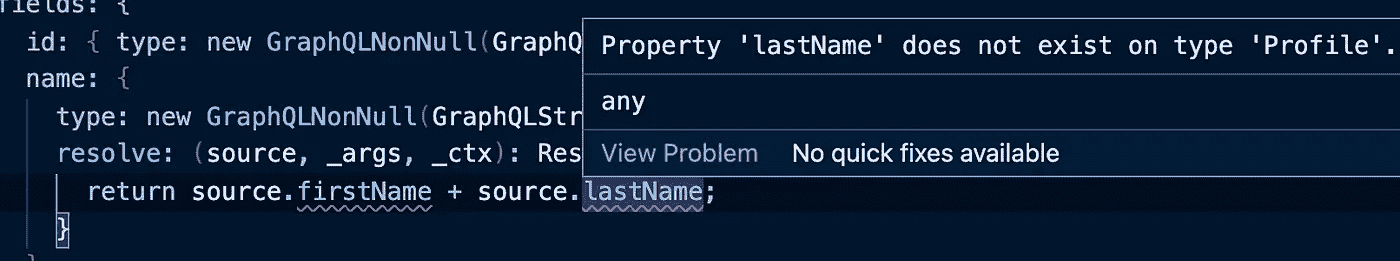 fields: {
id: { type: new GraphQLNonNull(GraphQ
name: {
type: new GraphQLNonNull(GraphQLStr
resolve: (source, _args, _ctx): Res
return source.firstName + source.lastName;
}
}
Property 'lastName' does not exist on type 'Profile'.
any
View Problem No quick fixes available